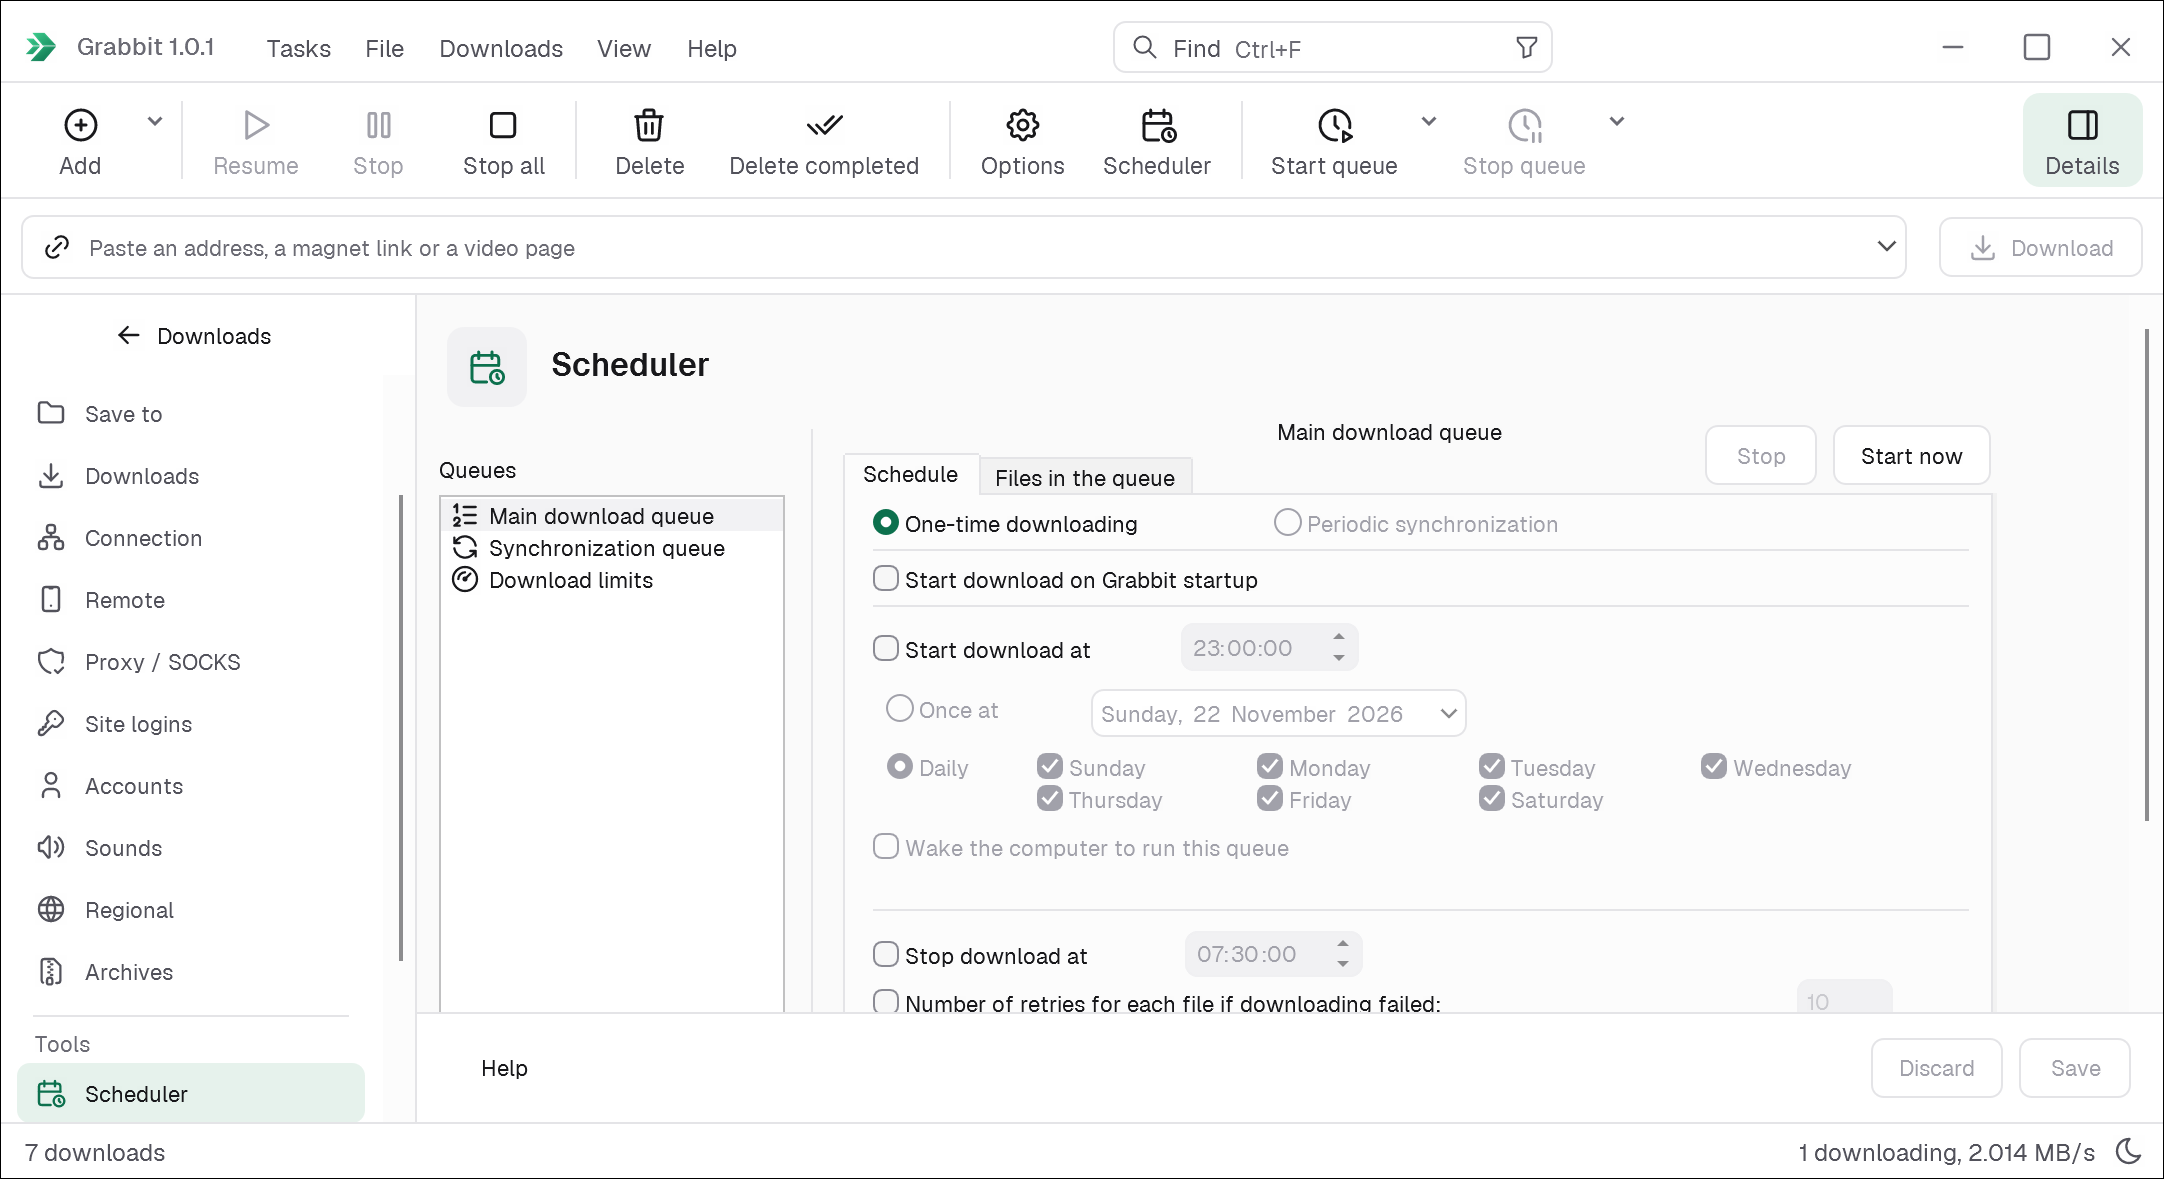 Grabbit 1.0.1 Tasks File Downloads View Help Find Ctrl+F
Add Resume Stop Stop all Delete Delete completed Options Scheduler Start queue Stop queue Details
Paste an address, a magnet link or a video page Download
Downloads
Save to
Downloads
Connection
Remote
Proxy / SOCKS
Site logins
Accounts
Sounds
Regional
Archives
Tools
Scheduler
Scheduler
Queues
Main download queue
Synchronization queue
Download limits
Main download queue
Stop Start now
Schedule Files in the queue
One-time downloading Periodic synchronization
Start download on Grabbit startup
Start download at 23:00:00
Once at Sunday, 22 November 2026
Daily Sunday Monday Tuesday Wednesday
Thursday Friday Saturday
Wake the computer to run this queue
Stop download at 07:30:00
Number of retries for each file if downloading failed: 10
Help Discard Save
7 downloads 1 downloading, 2.014 MB/s